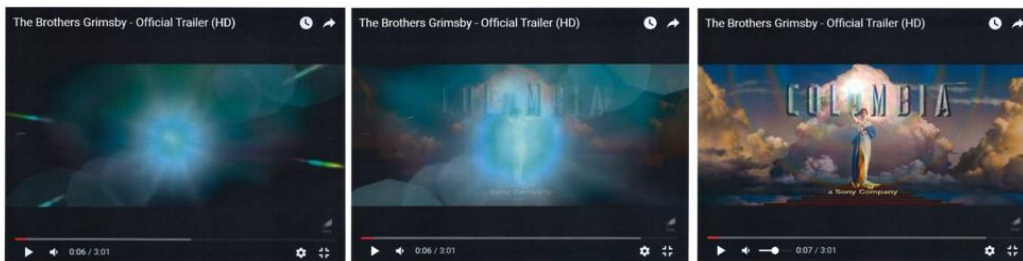 The Brothers Grimsby - Official Trailer (HD)
0:06 / 3:01
The Brothers Grimsby - Official Trailer (HD)
COLUMBIA
a Sony Company
0:06 / 3:01
The Brothers Grimsby - Official Trailer (HD)
COLUMBIA
a Sony Company
0:07 / 3:01